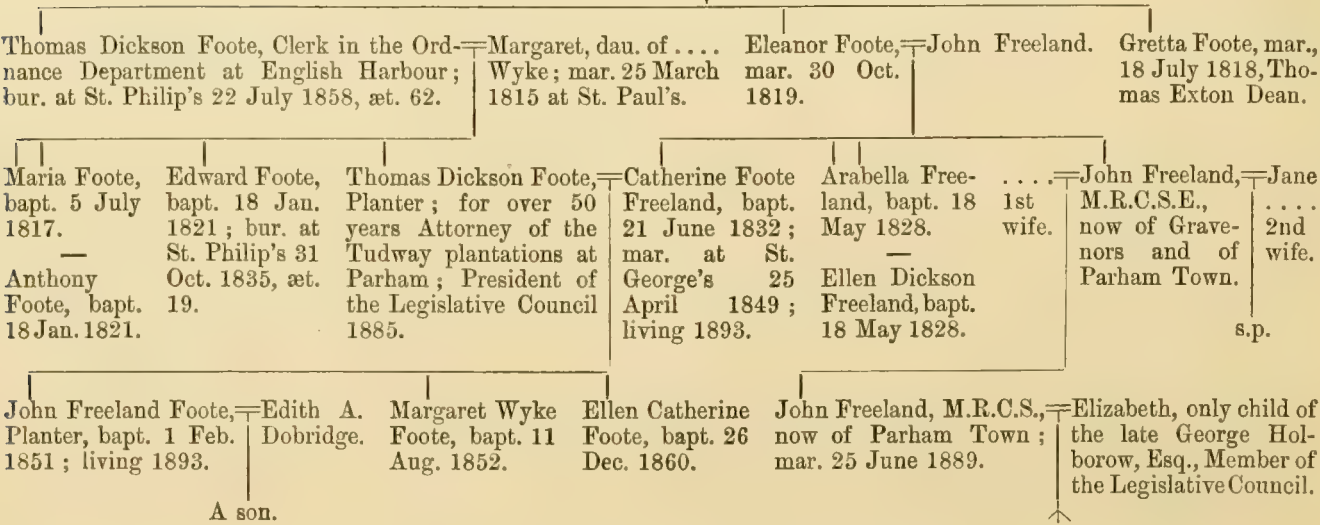 Thomas Dickson Foote, Clerk in the Ord-
nance Department at English Harbour;
bur. at St. Philip's 22 July 1858, æt. 62.
Margaret, dau. of ....
Wyke; mar. 25 March
1815 at St. Paul's.
Eleanor Foote,
mar. 30 Oct.
1819.
John Freeland.
Gretta Foote, mar.,
18 July 1818, Tho-
mas Exton Dean.
Maria Foote,
bapt. 5 July
1817.
—
Anthony
Foote, bapt.
18 Jan. 1821.
Edward Foote,
bapt. 18 Jan.
1821; bur. at
St. Philip's 31
Oct. 1835, æt.
19.
Thomas Dickson Foote,
Planter; for over 50
years Attorney of the
Tudway plantations at
Parham; President of
the Legislative Council
1885.
Catherine Foote
Freeland, bapt.
21 June 1832;
mar. at St.
George's 25
April 1849;
living 1893.
Arabella Free-
land, bapt. 18
May 1828.
—
Ellen Dickson
Freeland, bapt.
18 May 1828.
....
1st
wife.
John Freeland,
M.R.C.S.E.,
now of Grave-
nors and of
Parham Town.
Jane
....
2nd
wife.
s.p.
John Freeland Foote,
Planter, bapt. 1 Feb.
1851; living 1893.
Edith A.
Dobridge.
A son.
Margaret Wyke
Foote, bapt. 11
Aug. 1852.
Ellen Catherine
Foote, bapt. 26
Dec. 1860.
John Freeland, M.R.C.S.,
now of Parham Town;
mar. 25 June 1889.
Elizabeth, only child of
the late George Hol-
borow, Esq., Member of
the Legislative Council.